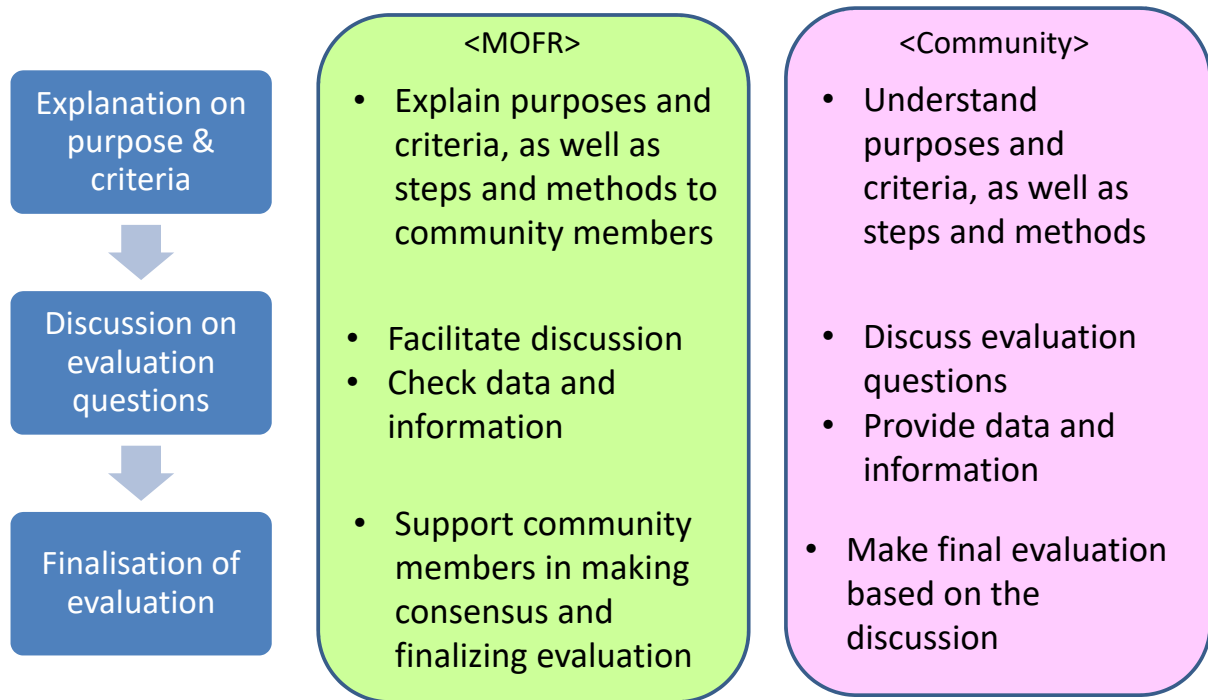 Explanation on
purpose &
criteria
Discussion on
evaluation
questions
Finalisation of
evaluation
<MOFR>
• Explain purposes and
criteria, as well as
steps and methods to
community members
• Facilitate discussion
• Check data and
information
• Support community
members in making
consensus and
finalizing evaluation
<Community>
• Understand
purposes and
criteria, as well as
steps and methods
• Discuss evaluation
questions
• Provide data and
information
• Make final evaluation
based on the
discussion